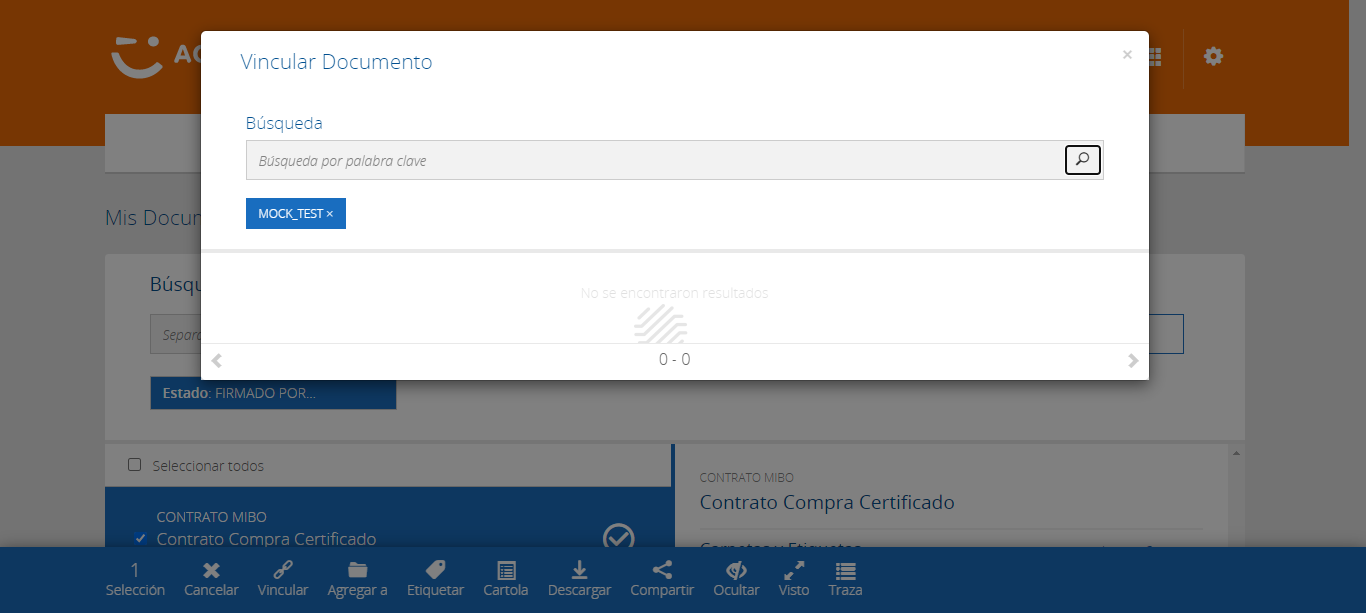 Vincular Documento
×
Búsqueda
Búsqueda por palabra clave
MOCK_TEST ×
No se encontraron resultados
0 - 0
Mis
Estado: FIRMADO POR...
Seleccionar todos
CONTRATO MIBO
Contrato Compra Certificado
CONTRATO MIBO
Contrato Compra Certificado
1
Selección
Cancelar
Vincular
Agregar a
Etiquetar
Cartola
Descargar
Compartir
Ocultar
Visto
Traza